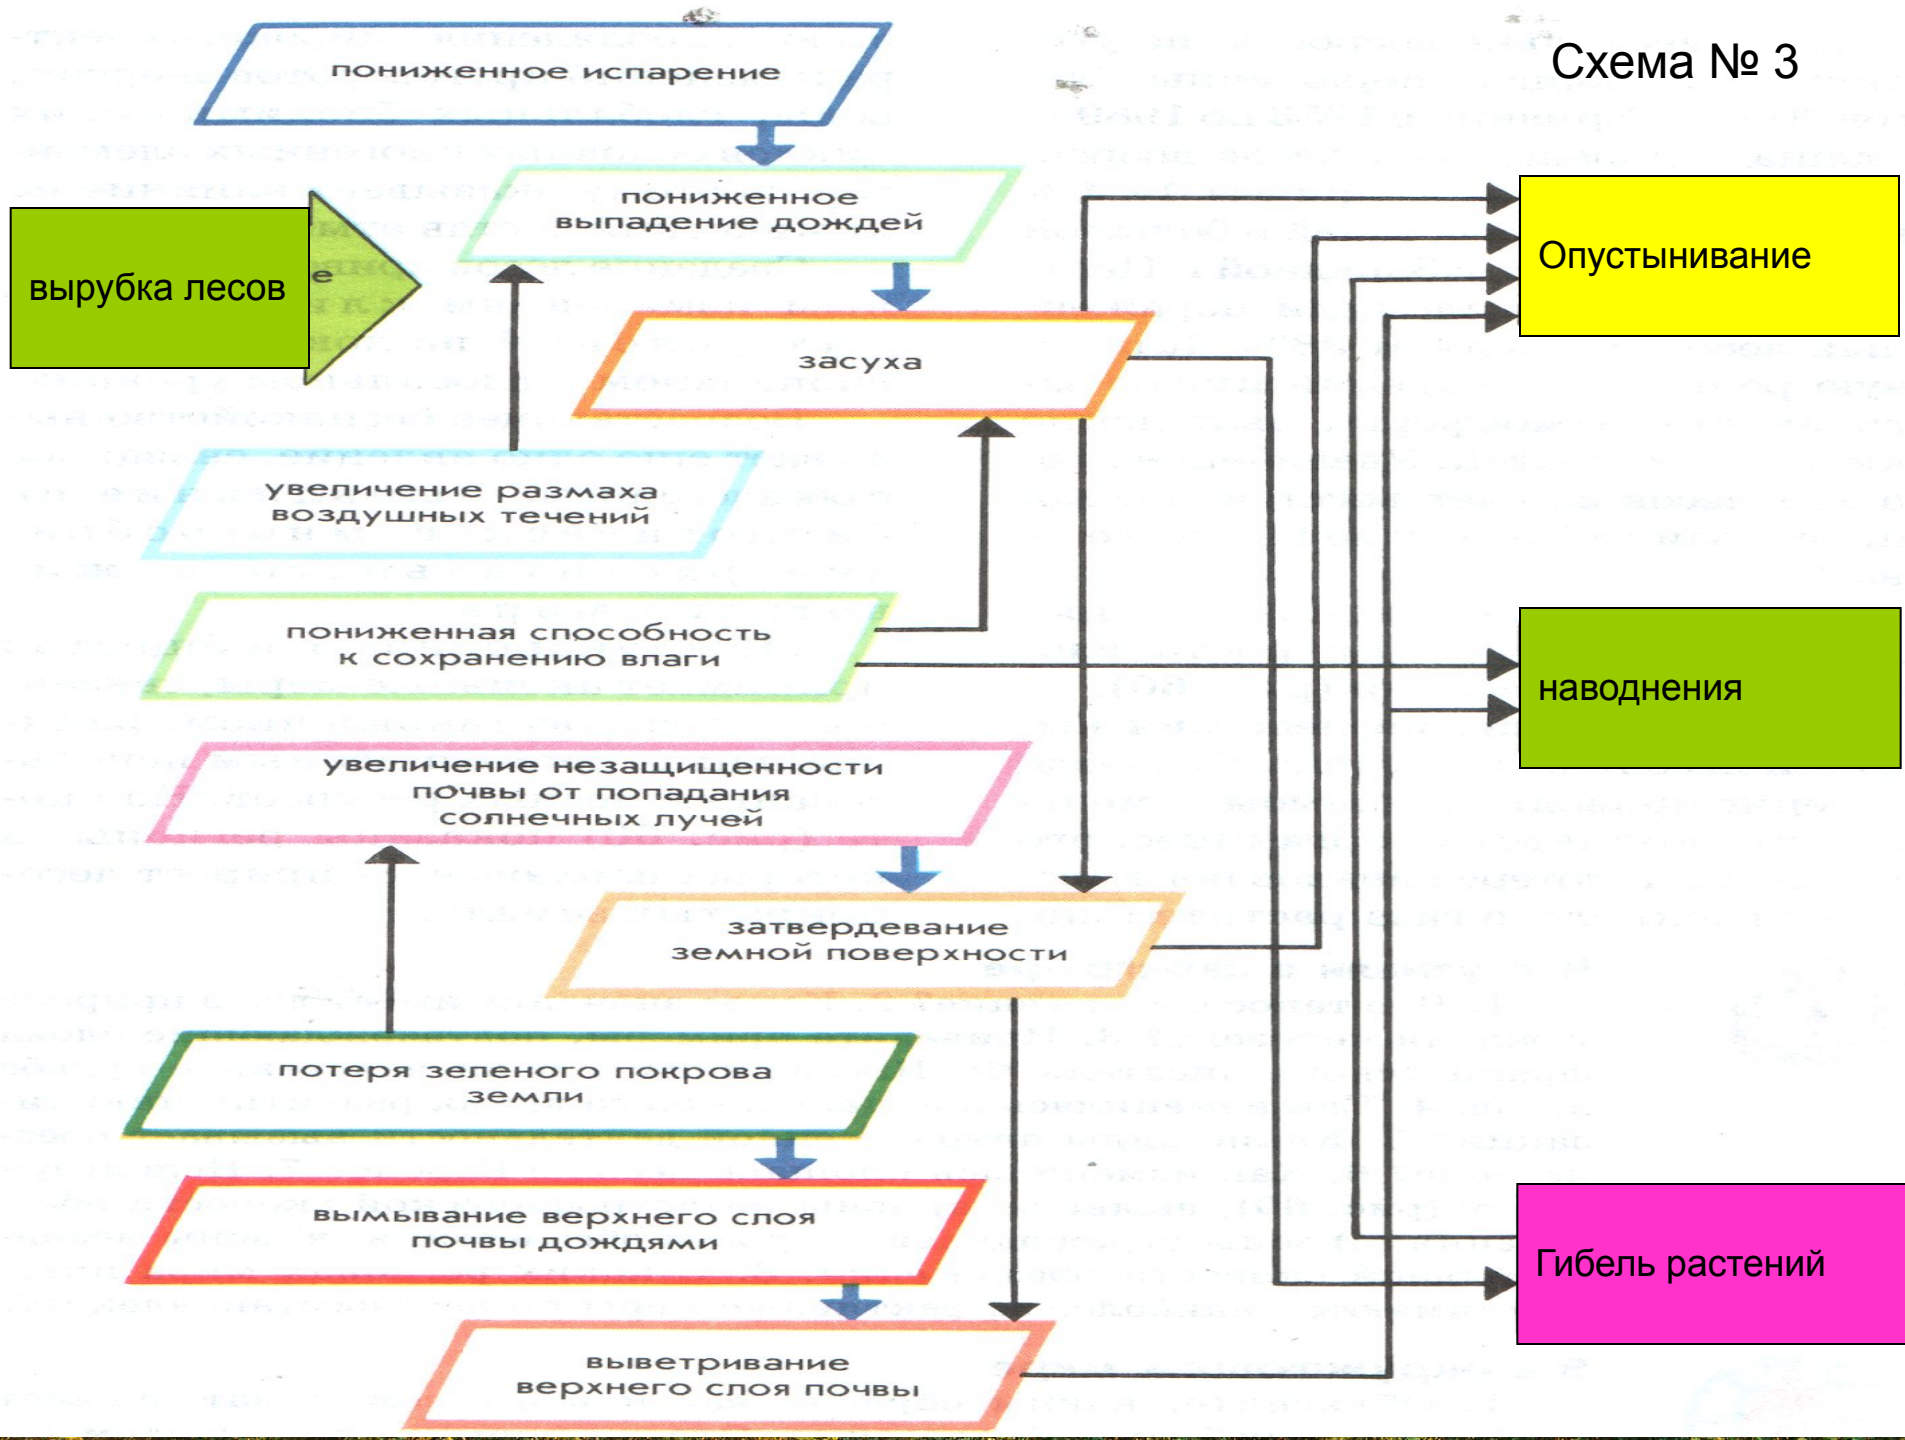 Схема № 3
пониженное испарение
пониженное
выпадение дождей
вырубка лесов
е
Опустынивание
засуха
увеличение размаха
воздушных течений
пониженная способность
к сохранению влаги
наводнения
увеличение незащищенности
почвы от попадания
солнечных лучей
затвердевание
земной поверхности
потеря зеленого покрова
земли
вымывание верхнего слоя
почвы дождями
Гибель растений
выветривание
верхнего слоя почвы